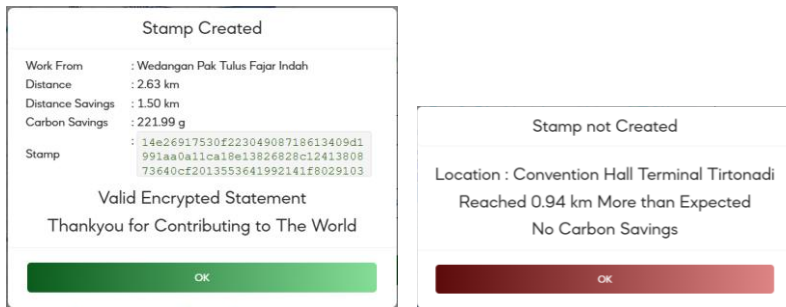 Stamp Created
Work From : Wedangan Pak Tulus Fajar Indah
Distance : 2.63 km
Distance Savings : 1.50 km
Carbon Savings : 221.99 g
Stamp :
14e26917530f22304908718613409d1
991aa0a11ca18e13826828c12413808
73640cf2013553641992141f8029103
Valid Encrypted Statement
Thankyou for Contributing to The World
OK
Stamp not Created
Location : Convention Hall Terminal Tirtonadi
Reached 0.94 km More than Expected
No Carbon Savings
OK